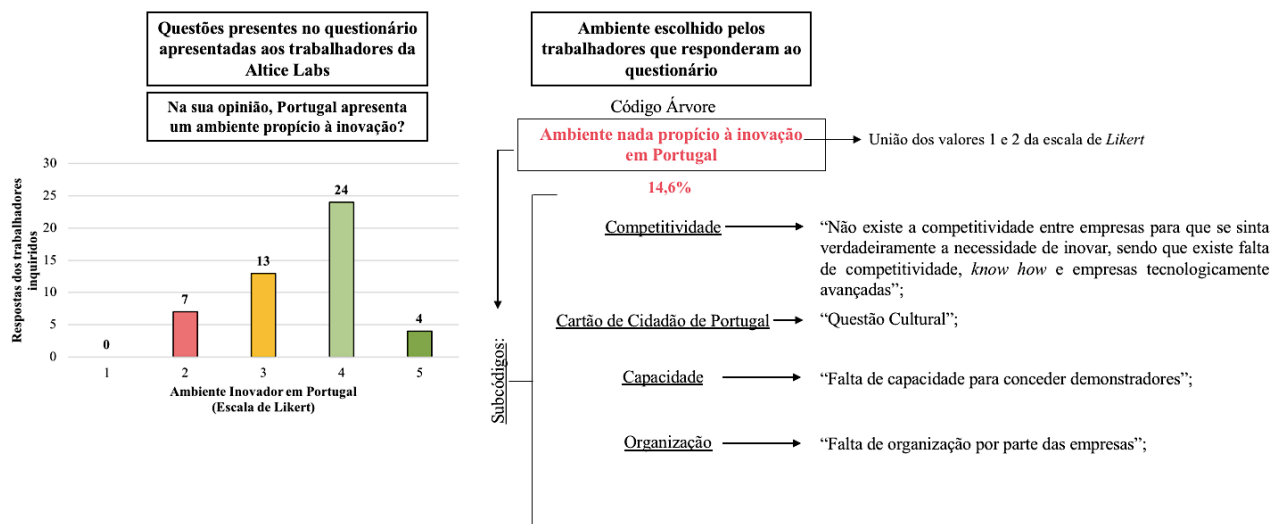 Questões presentes no questionário
apresentadas aos trabalhadores da
Altice Labs
Na sua opinião, Portugal apresenta
um ambiente propício à inovação?
Respostas dos trabalhadores
inquiridos
30
25
20
15
10
5
0
0
7
13
24
4
1
2
3
4
5
Ambiente Inovador em Portugal
(Escala de Likert)
Ambiente escolhido pelos
trabalhadores que responderam ao
questionário
Código Árvore
Ambiente nada propício à inovação
em Portugal
União dos valores 1 e 2 da escala de Likert
14,6%
Subcódigos:
Competitividade
“Não existe a competitividade entre empresas para que se sinta
verdadeiramente a necessidade de inovar, sendo que existe falta
de competitividade, know how e empresas tecnologicamente
avançadas”;
Cartão de Cidadão de Portugal
“Questão Cultural”;
Capacidade
“Falta de capacidade para conceder demonstradores”;
Organização
“Falta de organização por parte das empresas”;